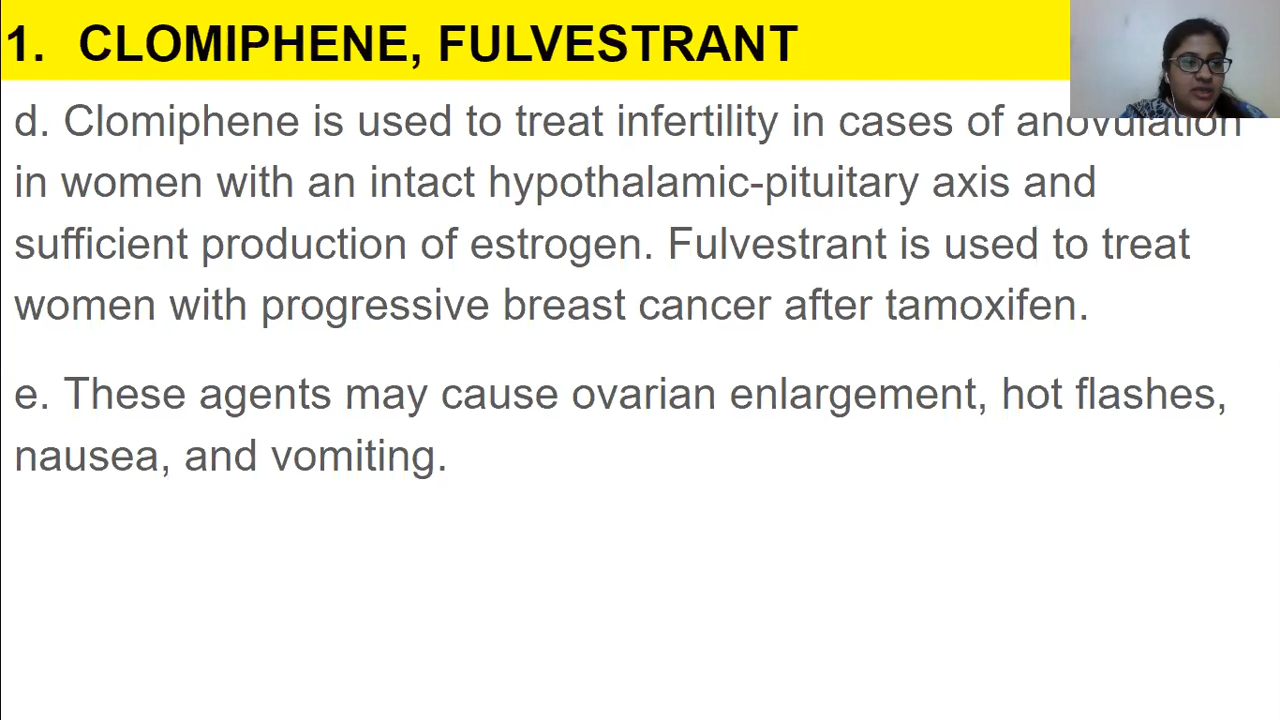 1. CLOMIPHENE, FULVESTRANT
d. Clomiphene is used to treat infertility in cases of anovulation
in women with an intact hypothalamic-pituitary axis and
sufficient production of estrogen. Fulvestrant is used to treat
women with progressive breast cancer after tamoxifen.
e. These agents may cause ovarian enlargement, hot flashes,
nausea, and vomiting.